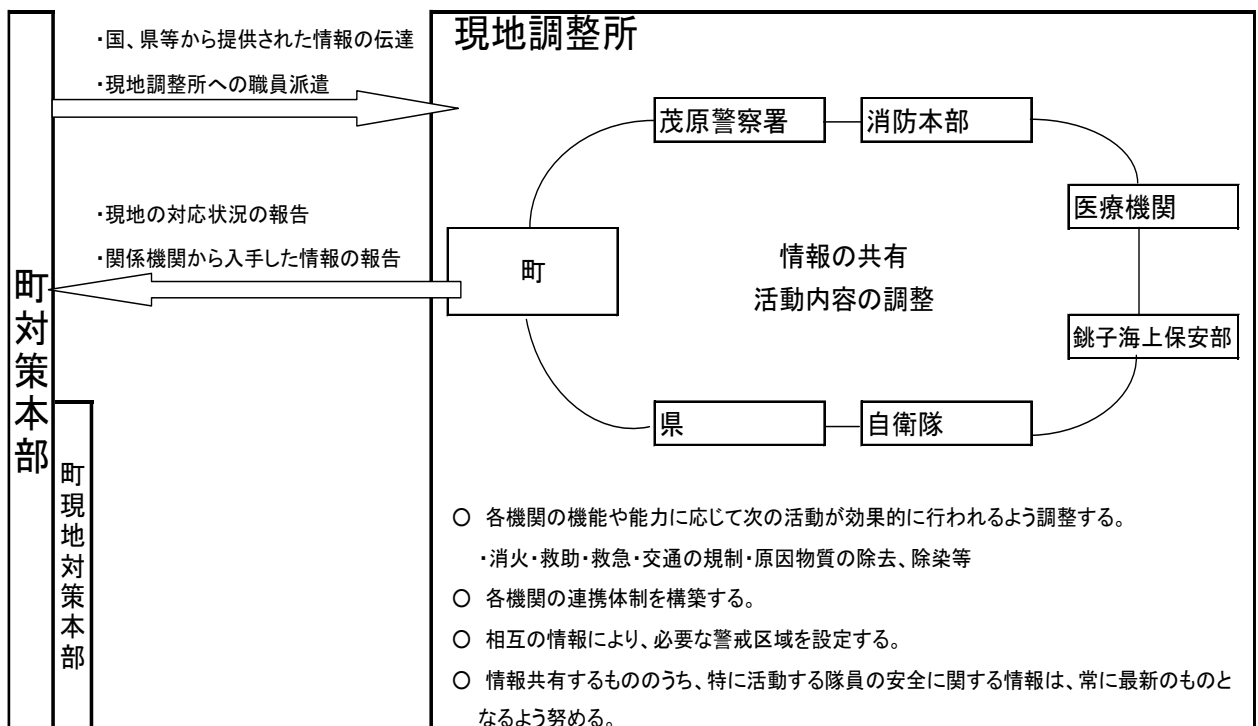 町対策本部
町現地対策本部
・国、県等から提供された情報の伝達
・現地調整所への職員派遣
・現地の対応状況の報告
・関係機関から入手した情報の報告
現地調整所
茂原警察署
消防本部
医療機関
町
情報の共有
活動内容の調整
銚子海上保安部
県
自衛隊
○ 各機関の機能や能力に応じて次の活動が効果的に行われるよう調整する。
・消火・救助・救急・交通の規制・原因物質の除去、除染等
○ 各機関の連携体制を構築する。
○ 相互の情報により、必要な警戒区域を設定する。
○ 情報共有するもののうち、特に活動する隊員の安全に関する情報は、常に最新のものと
なるよう努める。